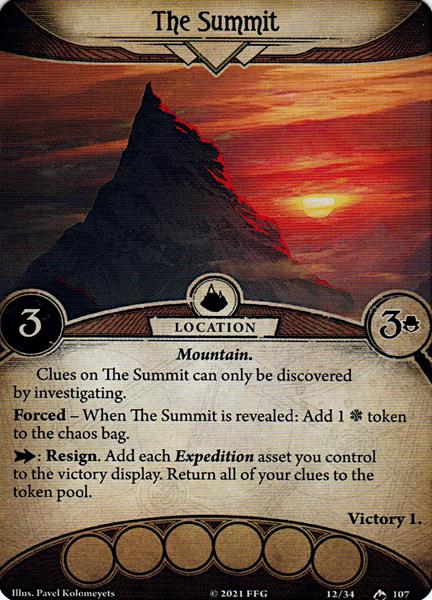 The Summit
3
3
LOCATION
Mountain.
Clues on The Summit can only be discovered
by investigating.
Forced – When The Summit is revealed: Add 1 token
to the chaos bag.
: Resign. Add each Expedition asset you control
to the victory display. Return all of your clues to the
token pool.
Victory 1.
Illus. Pavel Kolomeyets © 2021 FFG 12/34 107